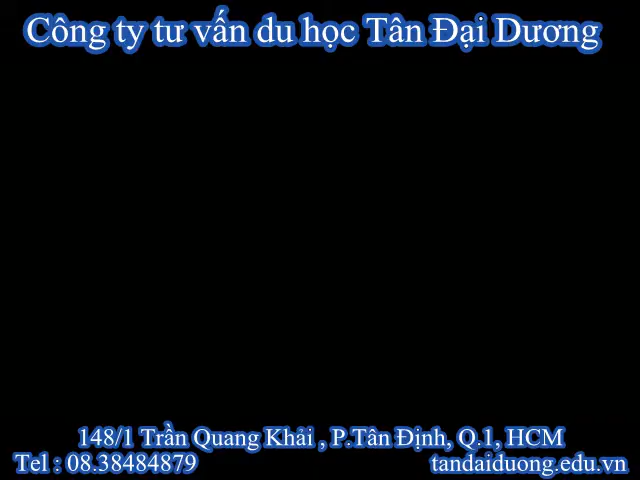 Công ty tư vấn du học Tân Đại Dương
148/1 Trần Quang Khải , P.Tân Định, Q.1, HCM
Tel : 08.38484879 tandaiduong.edu.vn